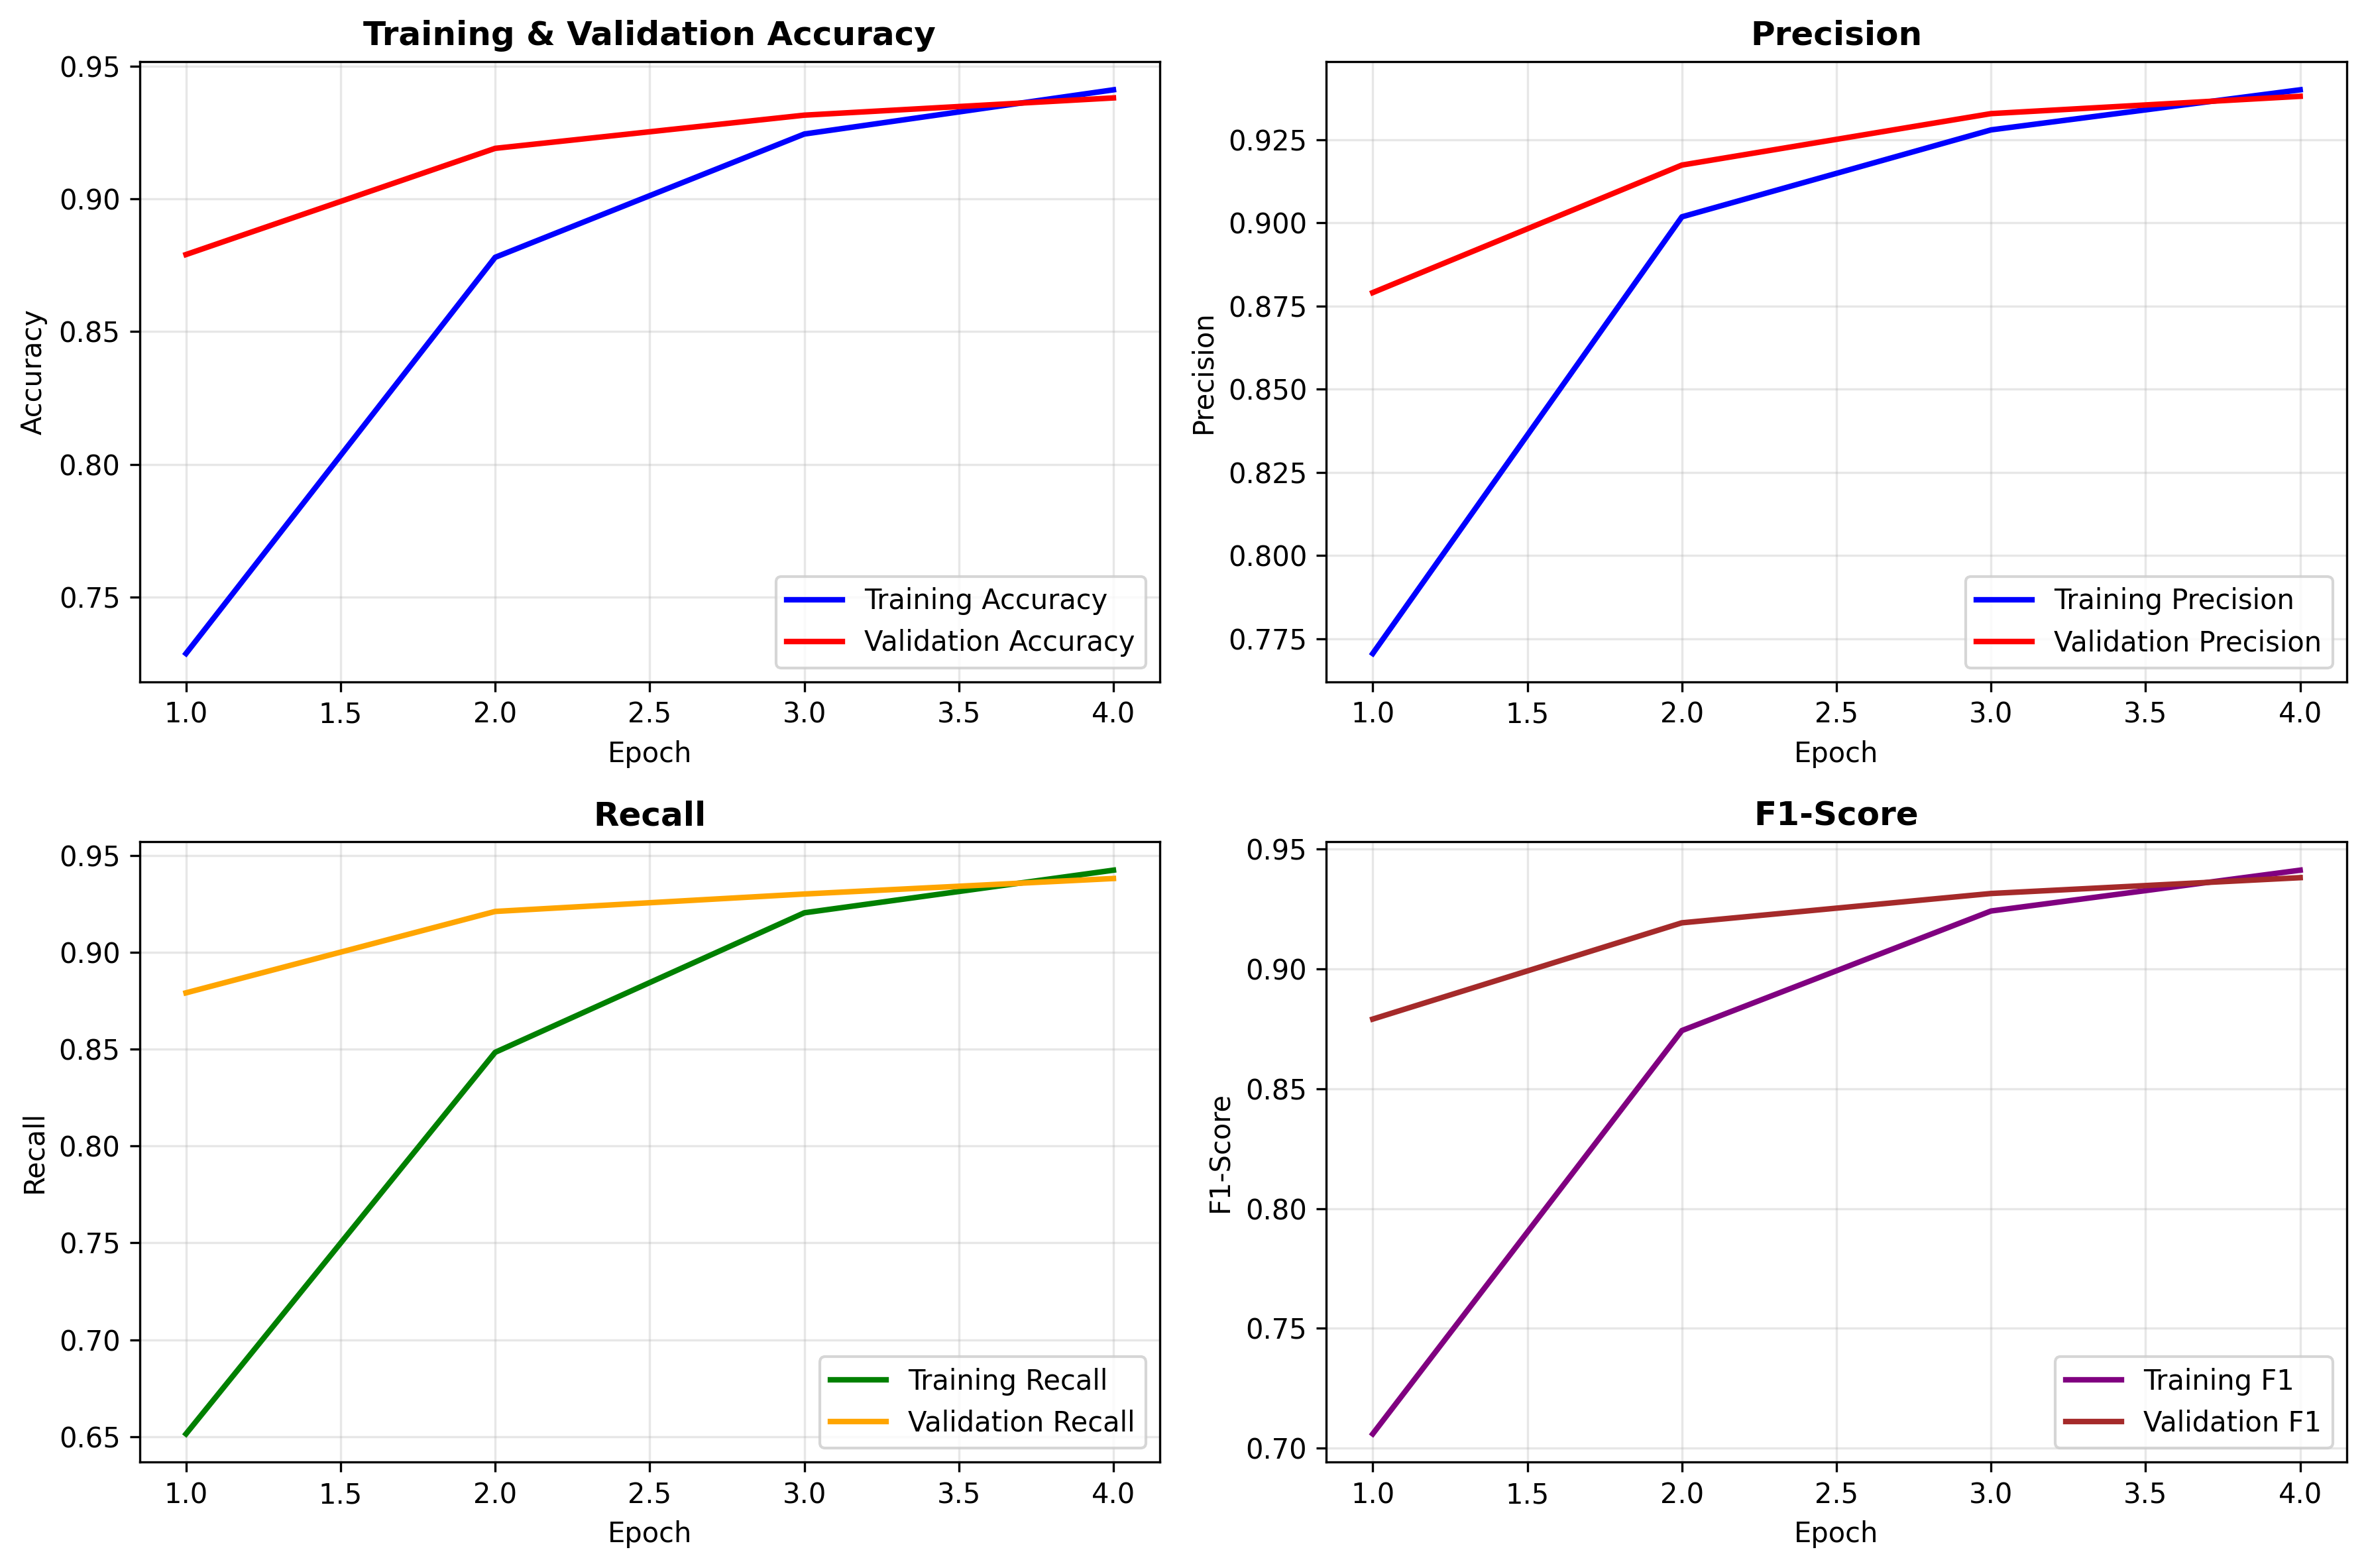 Training & Validation Accuracy
0.95
0.90
0.85
0.80
0.75
Accuracy
Training Accuracy
Validation Accuracy
1.0 1.5 2.0 2.5 3.0 3.5 4.0
Epoch
Precision
0.925
0.900
0.875
0.850
0.825
0.800
0.775
Precision
Training Precision
Validation Precision
1.0 1.5 2.0 2.5 3.0 3.5 4.0
Epoch
Recall
0.95
0.90
0.85
0.80
0.75
0.70
0.65
Recall
Training Recall
Validation Recall
1.0 1.5 2.0 2.5 3.0 3.5 4.0
Epoch
F1-Score
0.95
0.90
0.85
0.80
0.75
0.70
F1-Score
Training F1
Validation F1
1.0 1.5 2.0 2.5 3.0 3.5 4.0
Epoch